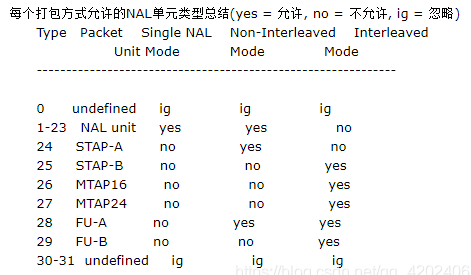 每个打包方式允许的NAL单元类型总结(yes = 允许, no = 不允许, ig = 忽略)
Type Packet Single NAL Non-Interleaved Interleaved
Unit Mode Mode Mode
-------------------------------------------------------------
0 undefined ig ig ig
1-23 NAL unit yes yes no
24 STAP-A no yes no
25 STAP-B no no yes
26 MTAP16 no no yes
27 MTAP24 no no yes
28 FU-A no yes yes
29 FU-B no no yes
30-31 undefined ig ig ig
https://blog.csdn.net/qq_4202406